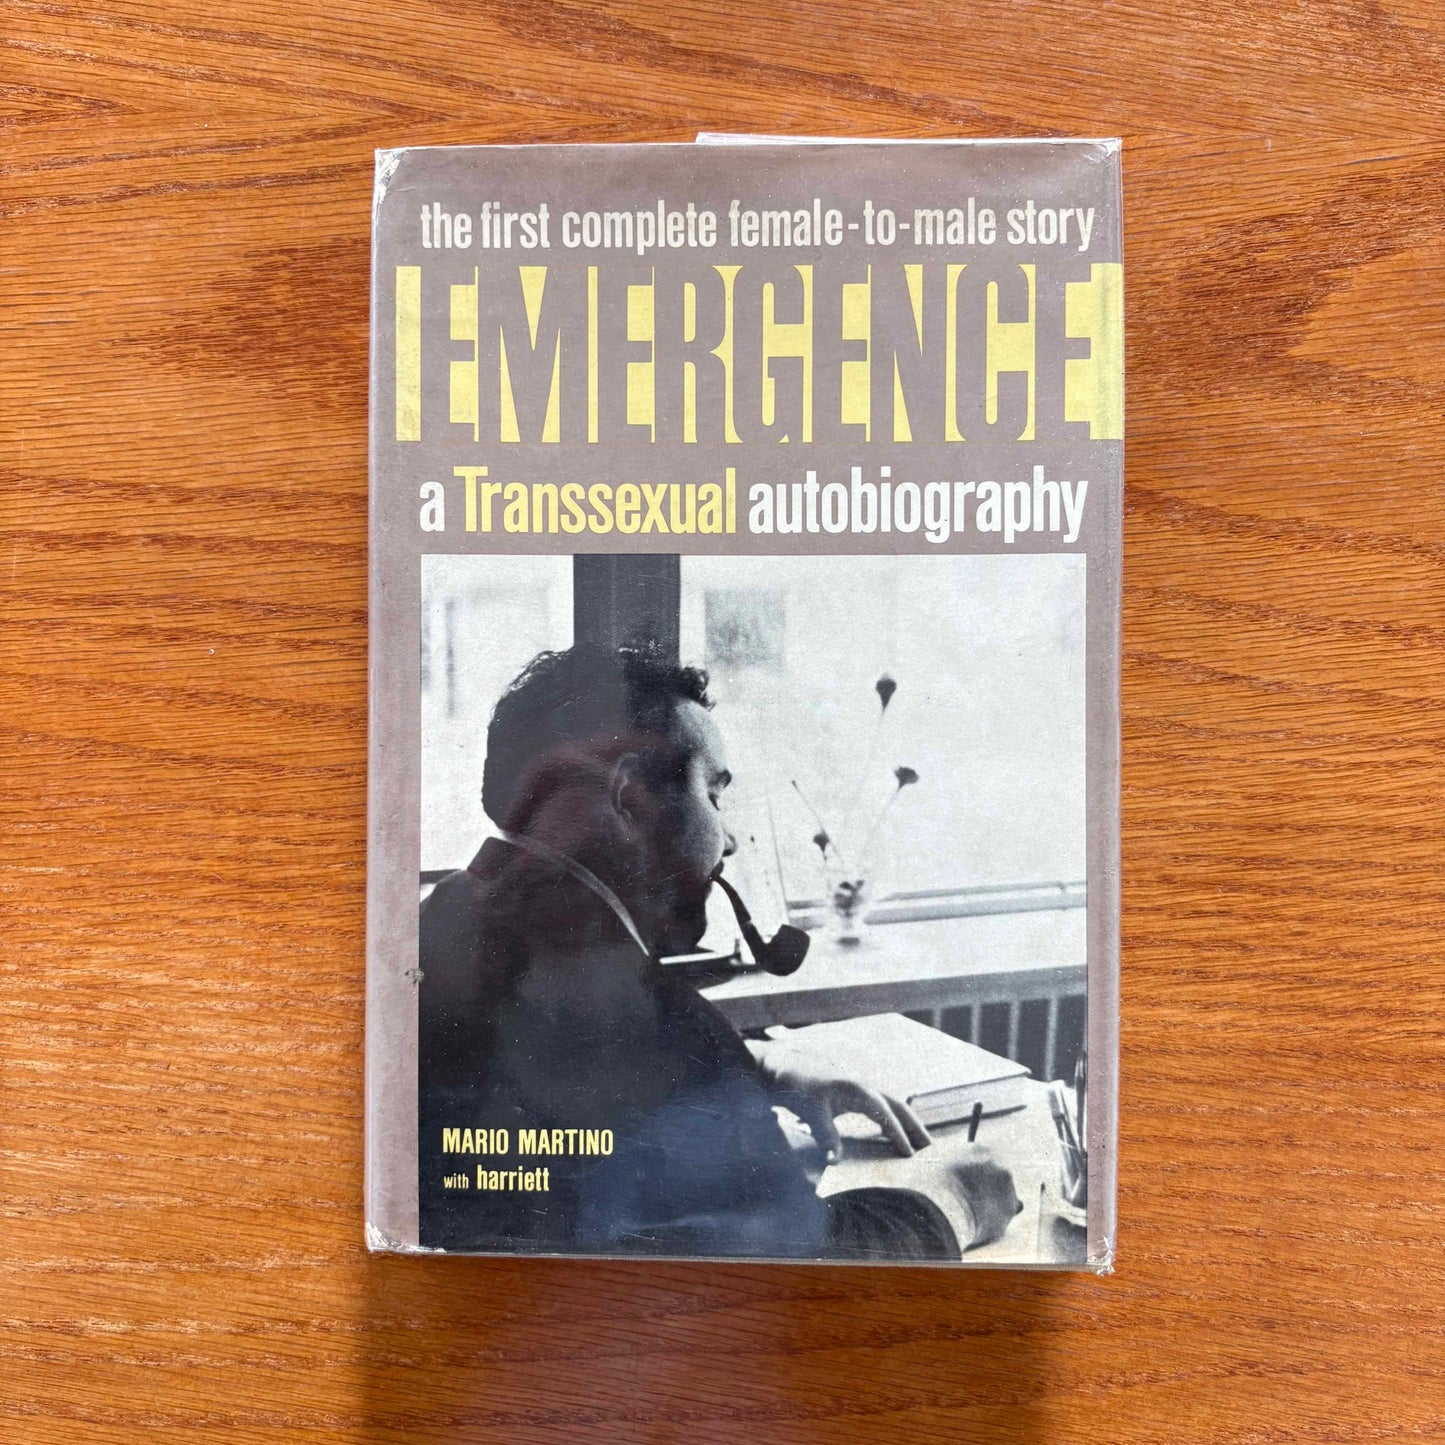 the first complete female-to-male story
EMERGENCE
a Transsexual autobiography
MARIO MARTINO
with harriett